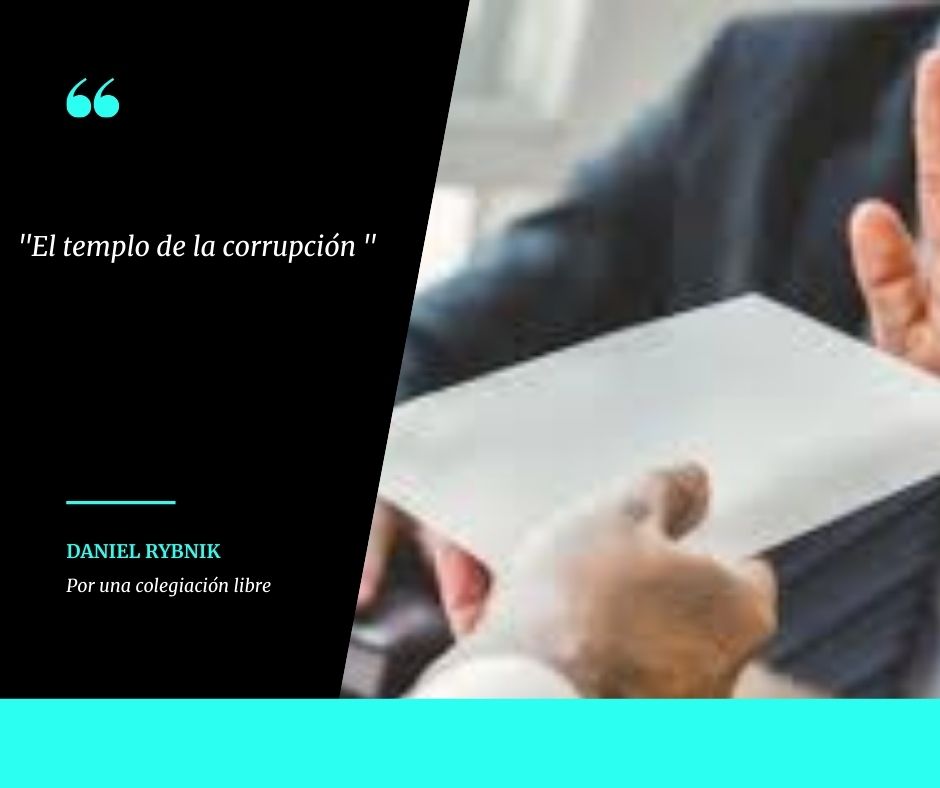 "El templo de la corrupción "
DANIEL RYBNIK
Por una colegiación libre